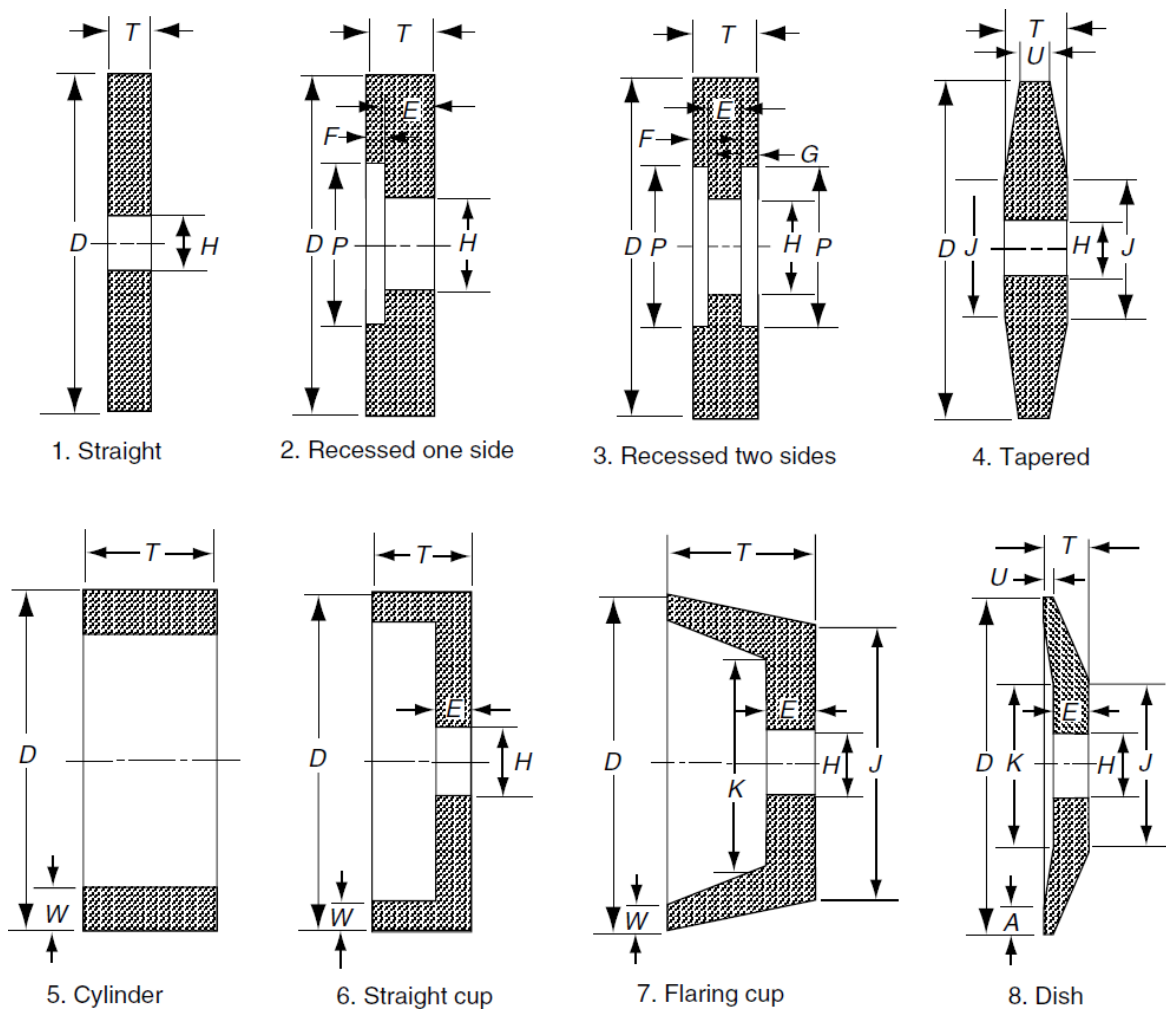 T
D
H
1. Straight
T
E
F
D
P
H
2. Recessed one side
T
E
F
G
D
P
H
P
3. Recessed two sides
T
U
D
J
H
J
4. Tapered
T
D
W
5. Cylinder
T
E
D
H
W
6. Straight cup
T
E
D
K
H
J
W
7. Flaring cup
T
U
E
D
K
H
J
A
8. Dish